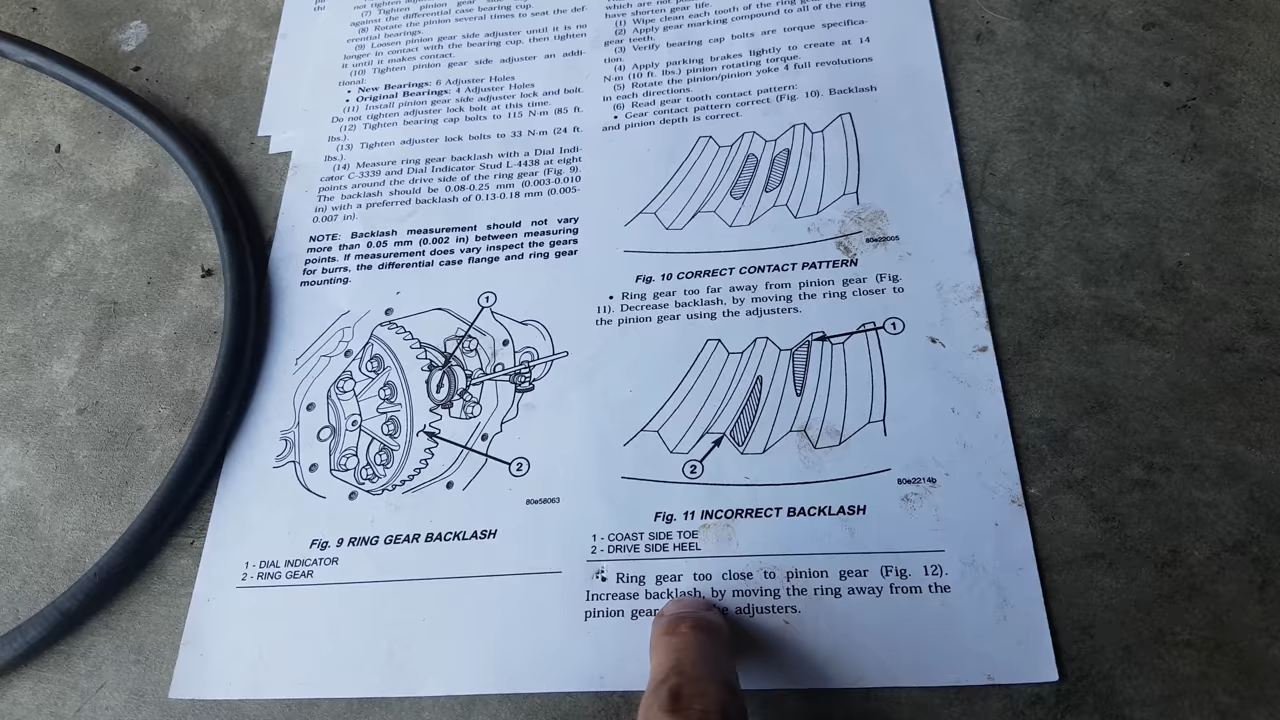 not tighten pinion gear side
(7) Tighten pinion gear
against the differential case bearing cup.
(8) Rotate the pinion several times to seat the def-
erential bearings.
(9) Loosen pinion gear side adjuster until it is no
longer in contact with the bearing cup, then tighten
it until it makes contact.
(10) Tighten pinion gear side adjuster an addi-
tional:
• New Bearings: 6 Adjuster Holes
• Original Bearings: 4 Adjuster Holes
(11) Install pinion gear side adjuster lock and bolt.
Do not tighten adjuster lock bolt at this time.
(12) Tighten bearing cap bolts to 115 N·m (85 ft.
lbs.).
(13) Tighten adjuster lock bolts to 33 N·m (24 ft.
lbs.).
(14) Measure ring gear backlash with a Dial Indi-
cator C-3339 and Dial Indicator Stud L-4438 at eight
points around the drive side of the ring gear (Fig. 9).
The backlash should be 0.08-0.25 mm (0.003-0.010
in) with a preferred backlash of 0.13-0.18 mm (0.005-
0.007 in).
NOTE: Backlash measurement should not vary
more than 0.05 mm (0.002 in) between measuring
points. If measurement does vary inspect the gears
for burrs, the differential case flange and ring gear
mounting.
1
2
80e58063
Fig. 9 RING GEAR BACKLASH
1 - DIAL INDICATOR
2 - RING GEAR
which are not
have shorten gear life.
(1) Wipe clean each tooth of the ring
(2) Apply gear marking compound to all of the ring
gear teeth.
(3) Verify bearing cap bolts are torque specifica-
tion.
(4) Apply parking brakes lightly to create at 14
N·m (10 ft. lbs.) pinion rotating torque.
(5) Rotate the pinion/pinion yoke 4 full revolutions
in each directions.
(6) Read gear tooth contact pattern:
• Gear contact pattern correct (Fig. 10). Backlash
and pinion depth is correct.
80e22005
Fig. 10 CORRECT CONTACT PATTERN
• Ring gear too far away from pinion gear (Fig.
11). Decrease backlash, by moving the ring closer to
the pinion gear using the adjusters.
1
2
80e2214b
Fig. 11 INCORRECT BACKLASH
1 - COAST SIDE TOE
2 - DRIVE SIDE HEEL
Ring gear too close to pinion gear (Fig. 12).
Increase backlash, by moving the ring away from the
pinion gear adjusters.